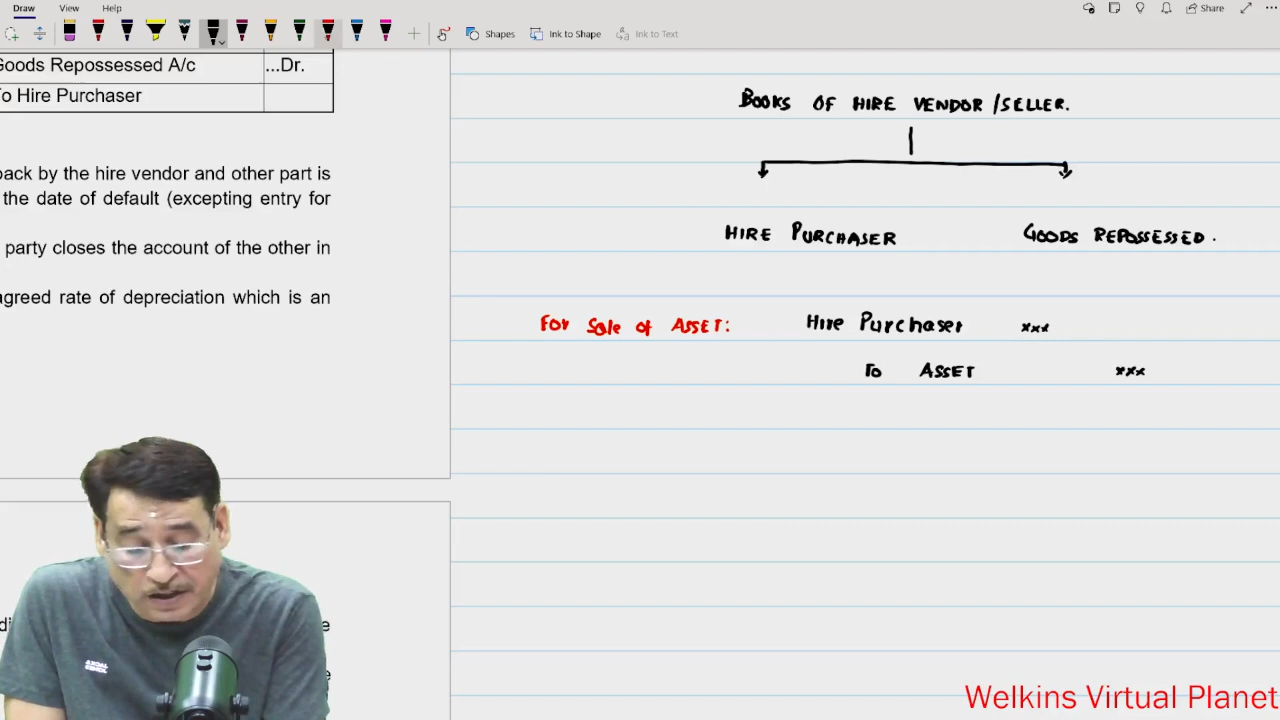 Draw View Help
Shapes Ink to Shape Ink to Text Share
Goods Repossessed A/c ...Dr.
To Hire Purchaser
back by the hire vendor and other part is
the date of default (excepting entry for
party closes the account of the other in
agreed rate of depreciation which is an
BOOKS OF HIRE VENDOR/SELLER.
HIRE PURCHASER GOODS REPOSSESSED.
FOR Sale of ASSET: Hire Purchaser xxx
To ASSET xxx
Welkins Virtual Planet